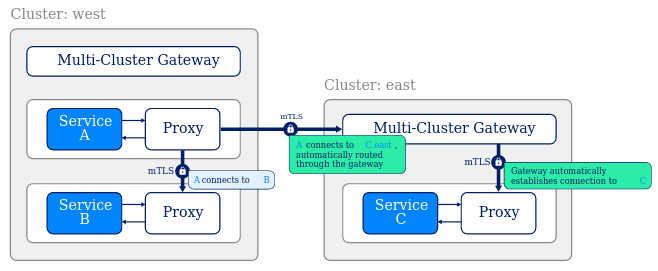 Cluster: west
Multi-Cluster Gateway
Service
A
Proxy
mTLS
A connects to B
Service
B
Proxy
mTLS
A connects to C.east,
automatically routed
through the gateway
Cluster: east
Multi-Cluster Gateway
mTLS
Gateway automatically
establishes connection to C
Service
C
Proxy